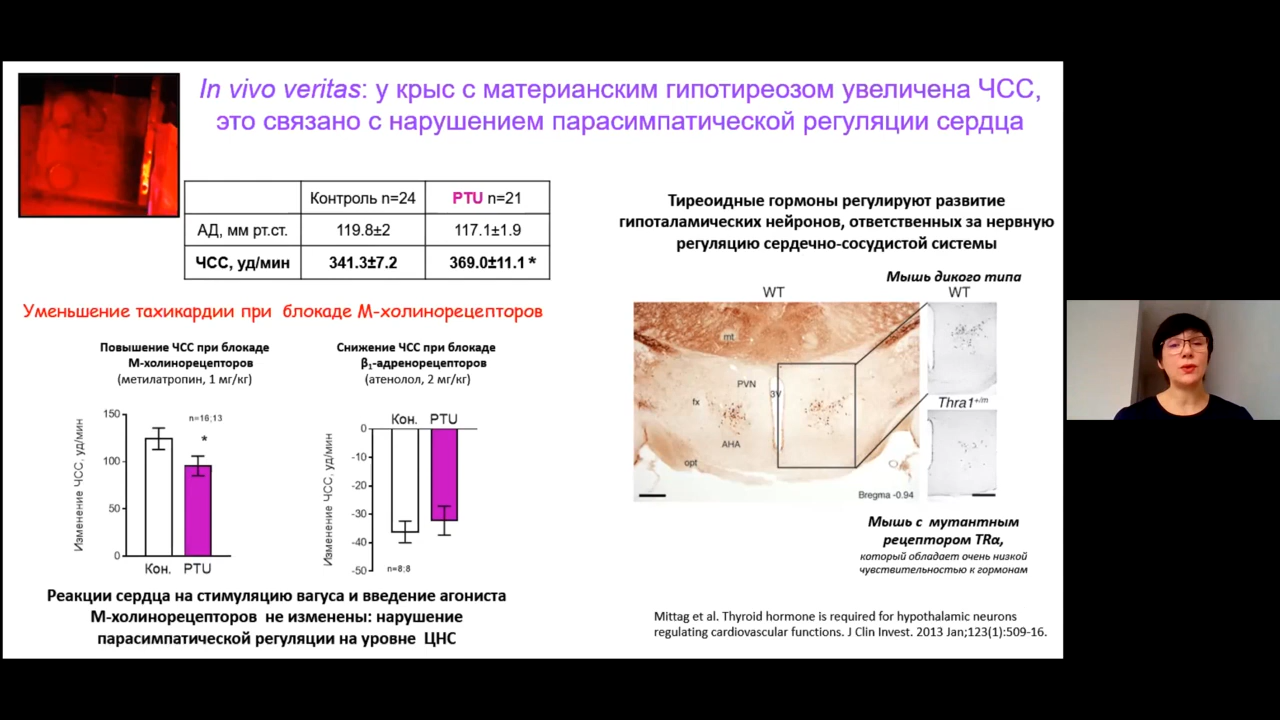 In vivo veritas: у крыс с материанским гипотиреозом увеличена ЧСС,
это связано с нарушением парасимпатической регуляции сердца
Контроль n=24
PTU n=21
АД, мм рт.ст.
119.8±2
117.1±1.9
ЧСС, уд/мин
341.3±7.2
369.0±11.1 *
Уменьшение тахикардии при блокаде М-холинорецепторов
Повышение ЧСС при блокаде
М-холинорецепторов
(метилатропин, 1 мг/кг)
Изменение ЧСС, уд/мин
150
100
50
0
n=16;13
*
Кон. PTU
Снижение ЧСС при блокаде
β1-адренорецепторов
(атенолол, 2 мг/кг)
Изменение ЧСС, уд/мин
Кон. PTU
0
-10
-20
-30
-40
-50
n=8;8
Реакции сердца на стимуляцию вагуса и введение агониста
М-холинорецепторов не изменены: нарушение
парасимпатической регуляции на уровне ЦНС
Тиреоидные гормоны регулируют развитие
гипоталамических нейронов, ответственных за нервную
регуляцию сердечно-сосудистой системы
Мышь дикого типа
WT
WT
mt
PVN
3V
fx
AHA
opt
Bregma -0.94
Thra1+/m
Мышь с мутантным
рецептором TRα,
который обладает очень низкой
чувствительностью к гормонам
Mittag et al. Thyroid hormone is required for hypothalamic neurons
regulating cardiovascular functions. J Clin Invest. 2013 Jan;123(1):509-16.